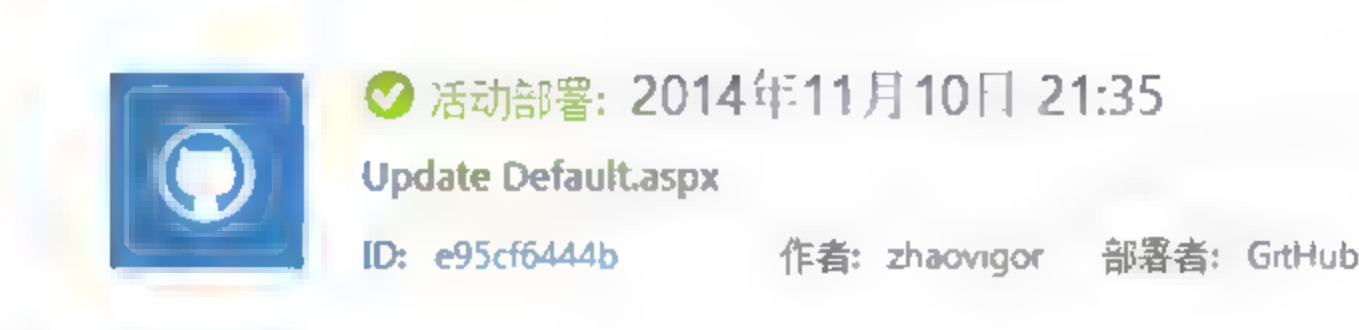 活动部署: 2014年11月10日 21:35
Update Default.aspx
ID: e95cf6444b 作者: zhaovigor 部署者: GitHub